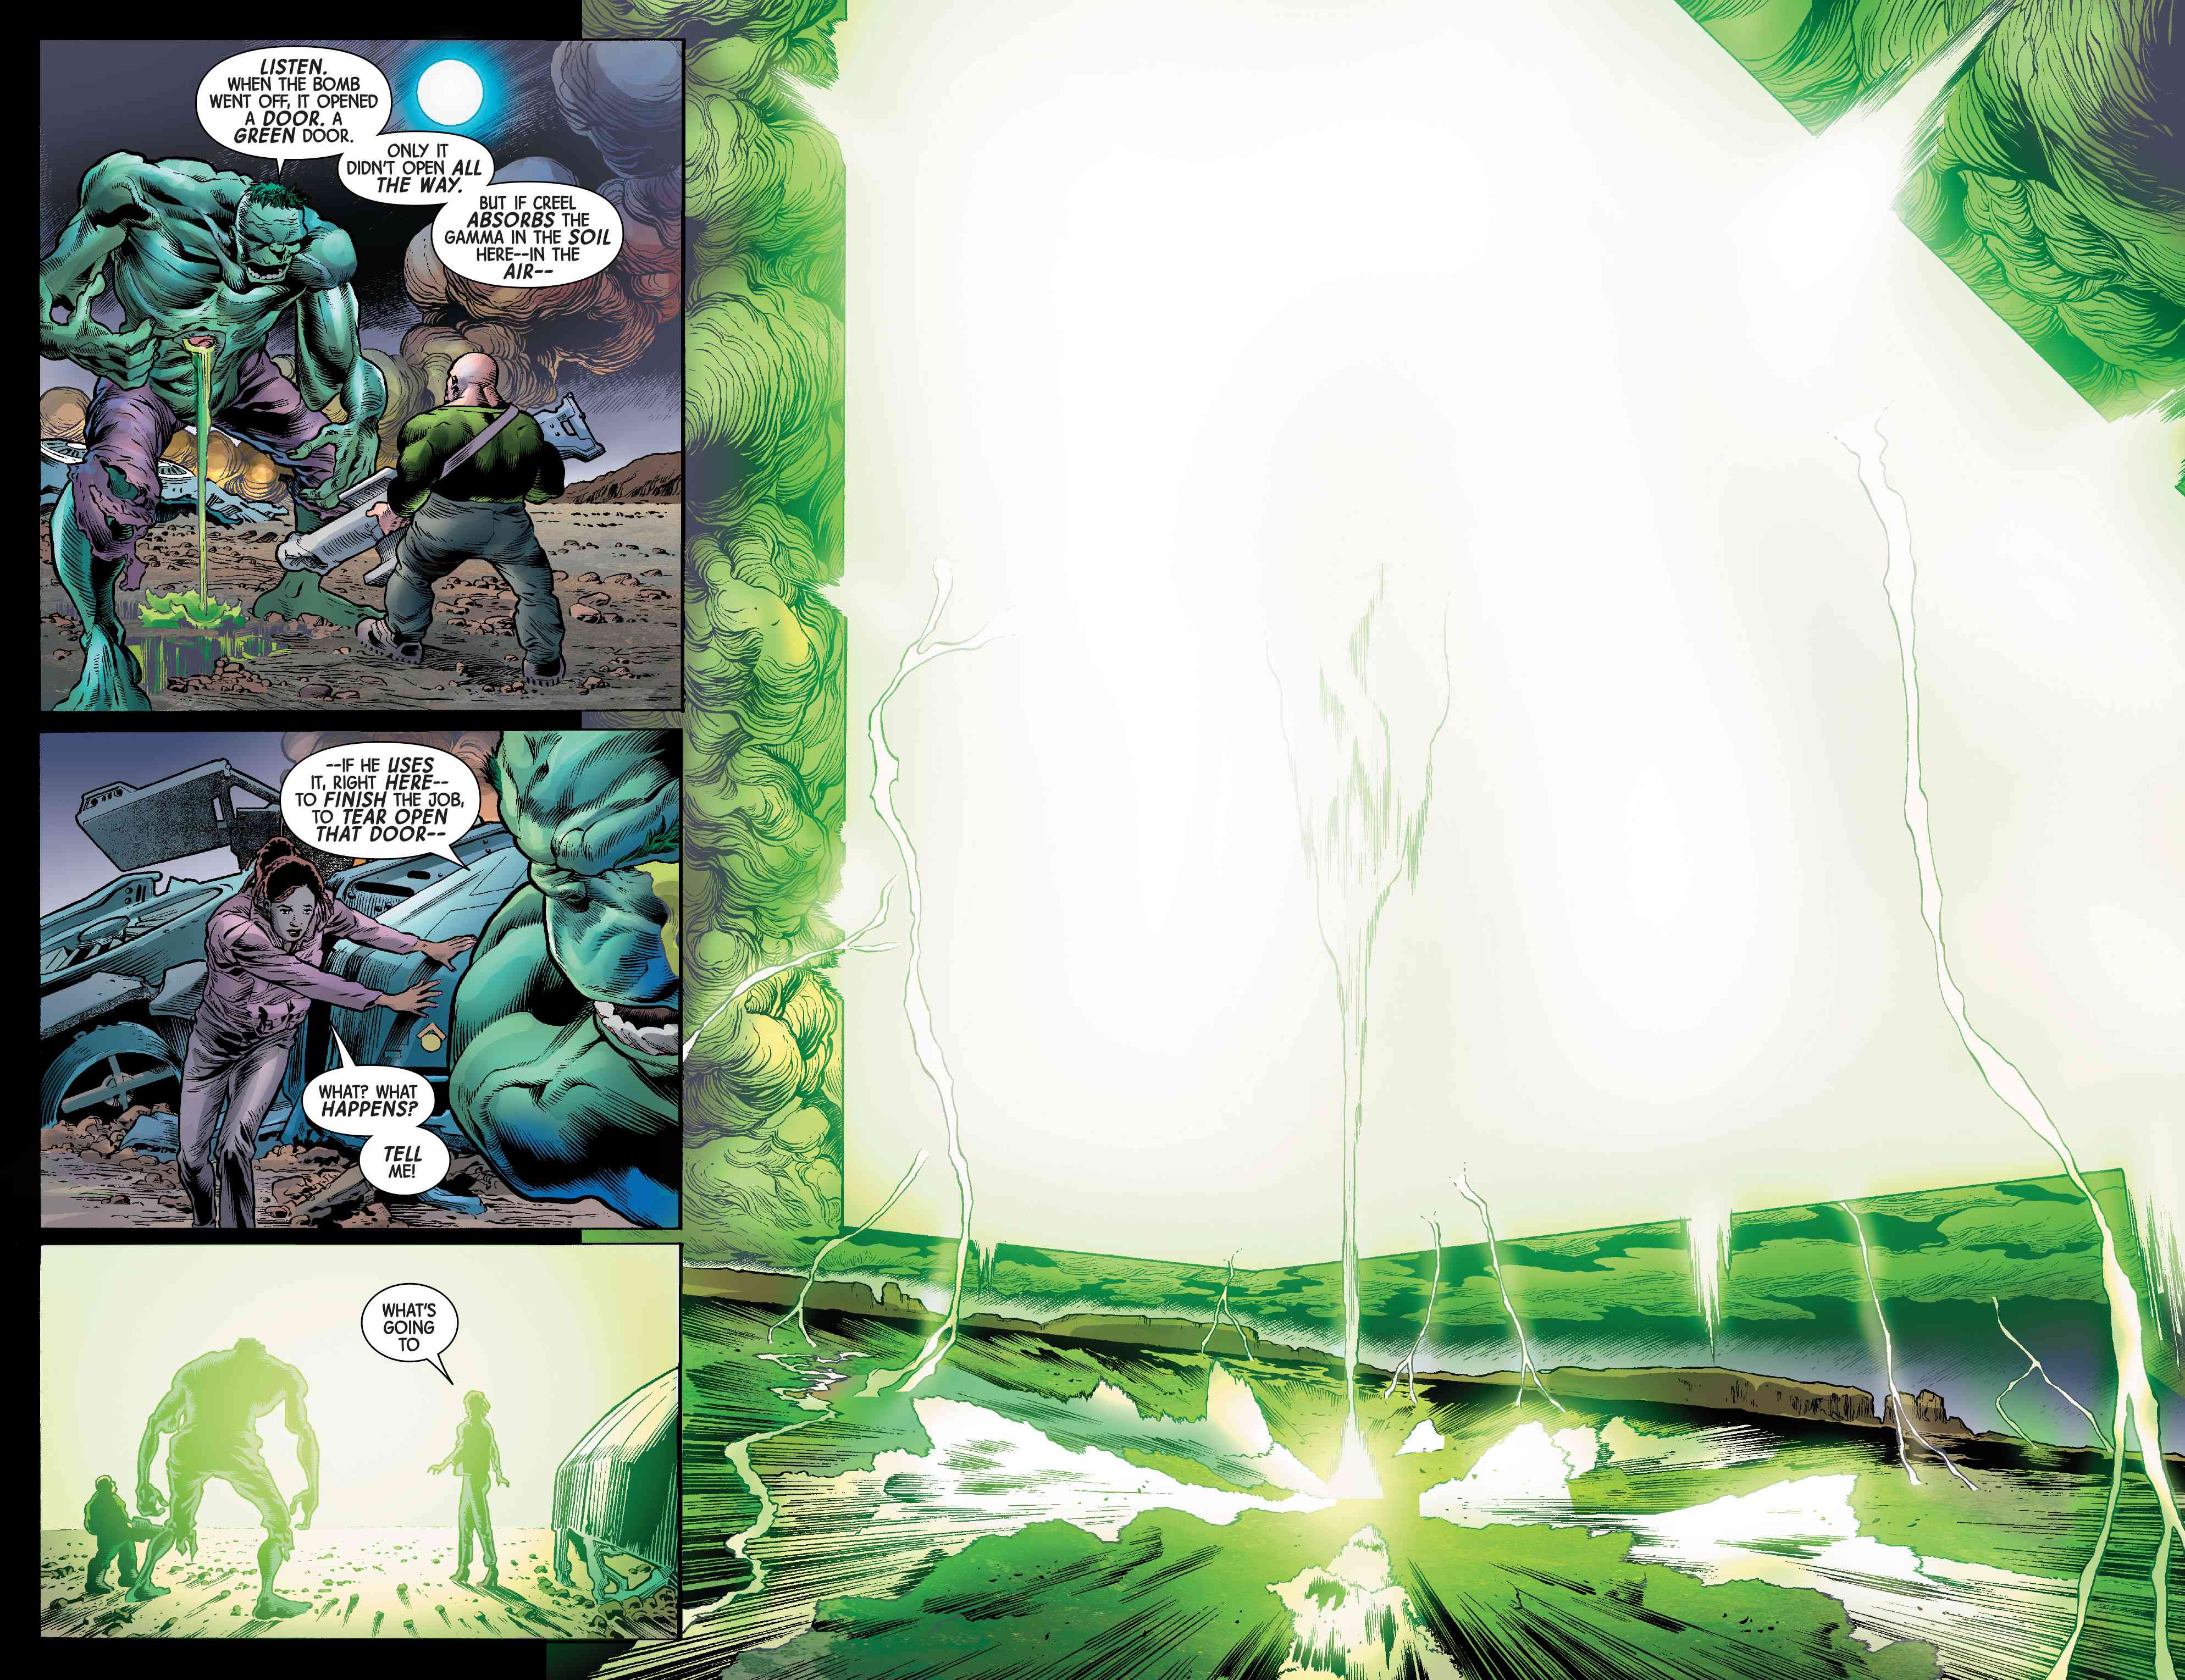 LISTEN.
WHEN THE BOMB
WENT OFF, IT OPENED
A DOOR. A
GREEN DOOR.
ONLY IT
DIDN'T OPEN ALL
THE WAY.
BUT IF CREEL
ABSORBS THE
GAMMA IN THE SOIL
HERE--IN THE
AIR--
--IF HE USES
IT, RIGHT HERE--
TO FINISH THE JOB,
TO TEAR OPEN
THAT DOOR--
WHAT? WHAT
HAPPENS?
TELL
ME!
WHAT'S
GOING
TO